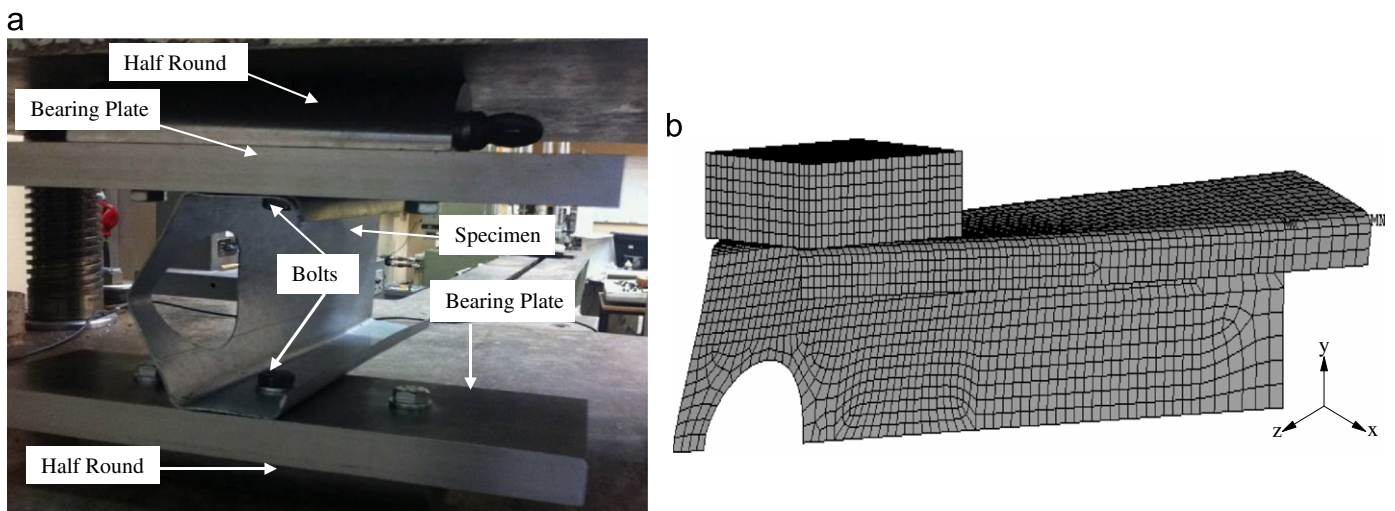 a
Half Round
Bearing Plate
Specimen
Bolts
Bearing Plate
Half Round
b
MN
y
z
x